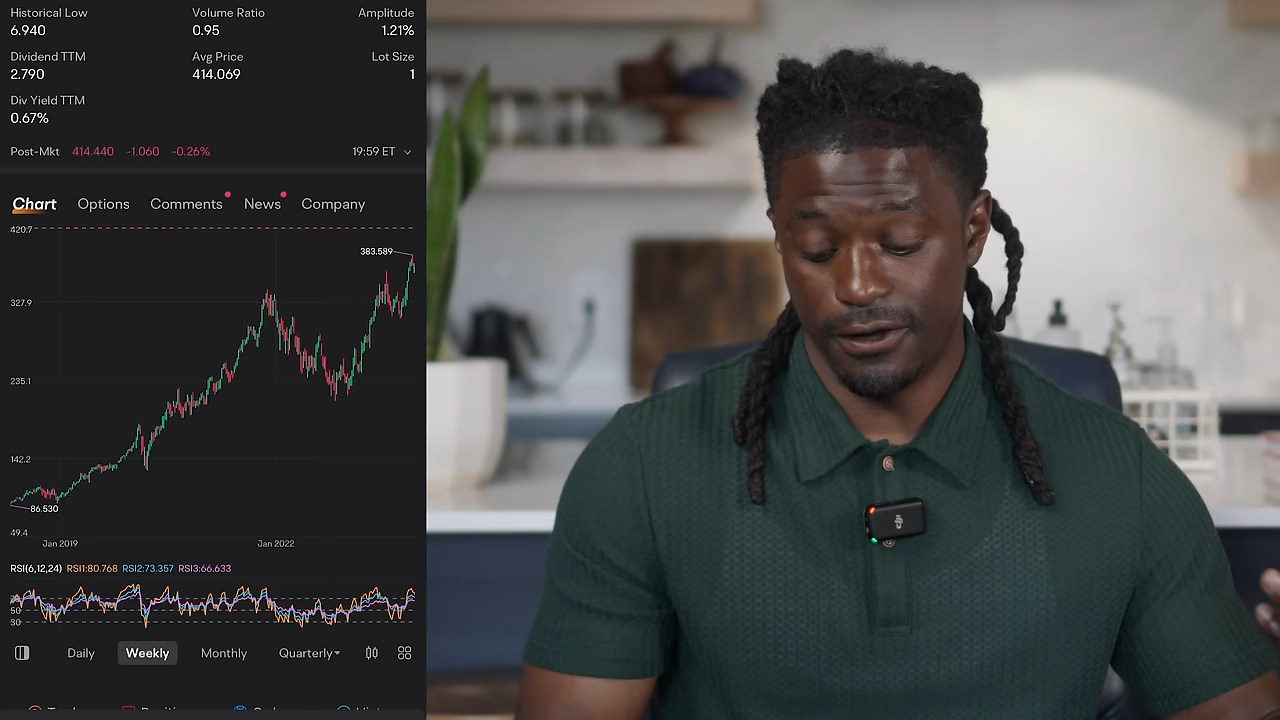 Historical Low Volume Ratio Amplitude
6.940 0.95 1.21%
Dividend TTM Avg Price Lot Size
2.790 414.069 1
Div Yield TTM
0.67%
Post-Mkt 414.440 -1.060 -0.26% 19:59 ET
Chart Options Comments News Company
420.7
383.589
327.9
235.1
142.2
86.530
49.4
Jan 2019 Jan 2022
RSI(6,12,24) RSI1:80.768 RSI2:73.357 RSI3:66.633
50
30
Daily Weekly Monthly Quarterly
dji